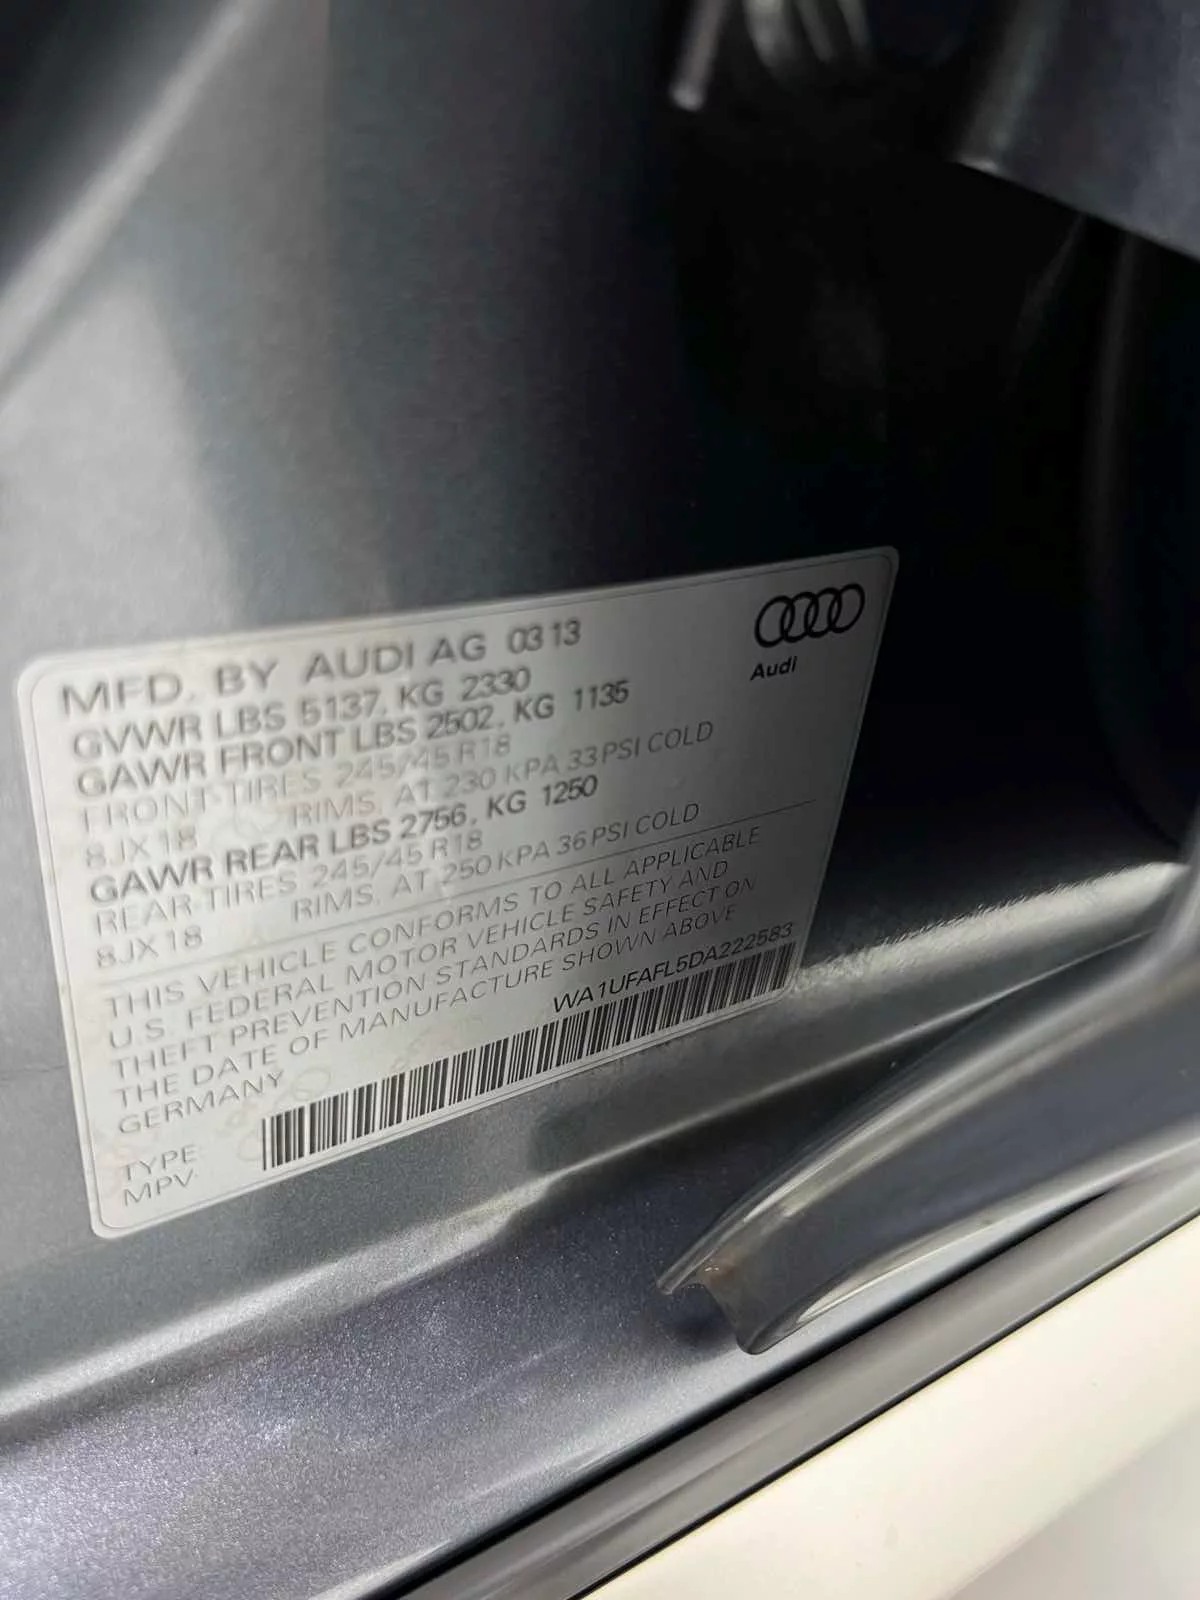 MFD. BY AUDI AG 0313
Audi
GVWR LBS 5137, KG 2330
GAWR FRONT LBS 2502, KG 1135
FRONT TIRES 245/45 R18
8JX18 RIMS, AT 230 KPA 33 PSI COLD
GAWR REAR LBS 2756, KG 1250
REAR TIRES 245/45 R18
8JX18 RIMS, AT 250 KPA 36 PSI COLD
THIS VEHICLE CONFORMS TO ALL APPLICABLE
U.S. FEDERAL MOTOR VEHICLE SAFETY AND
THEFT PREVENTION STANDARDS IN EFFECT ON
THE DATE OF MANUFACTURE SHOWN ABOVE
GERMANY WA1UFAFL5DA222583
TYPE:
MPV